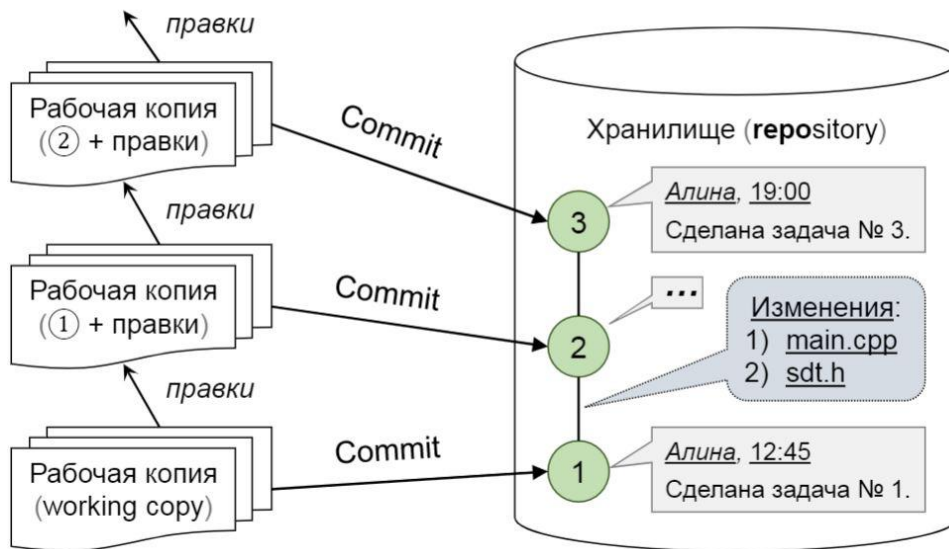 правки
Рабочая копия
(② + правки)
Commit
правки
Рабочая копия
(① + правки)
Commit
правки
Рабочая копия
(working copy)
Commit
Хранилище (repository)
3
Алина, 19:00
Сделана задача № 3.
...
2
Изменения:
1) main.cpp
2) sdt.h
1
Алина, 12:45
Сделана задача № 1.